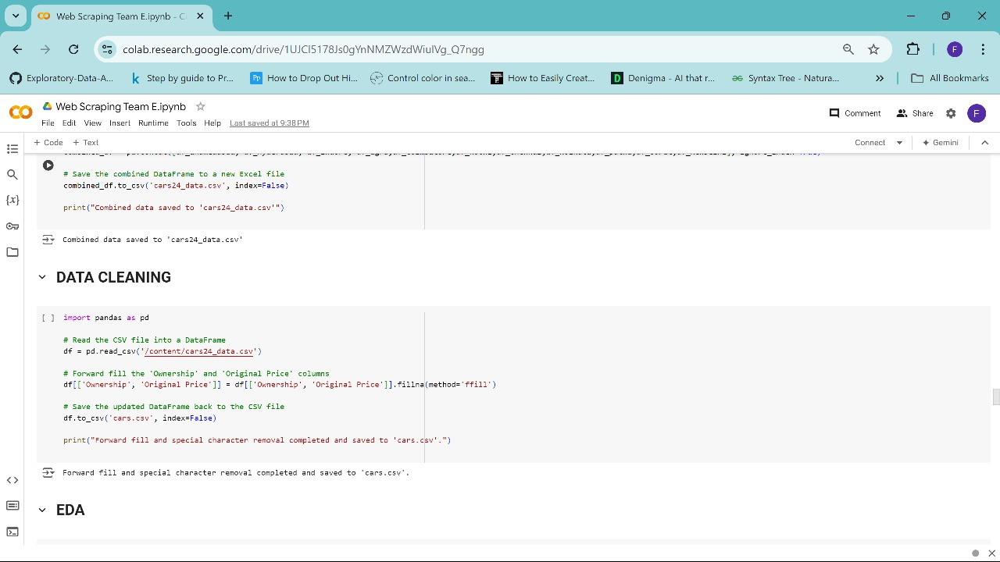 Web Scraping Team E.ipynb - C
colab.research.google.com/drive/1UJCl5178Js0gYnNMZWzdWiulVg_Q7ngg
F
Exploratory-Data-A...
Step by guide to Pr...
How to Drop Out Hi...
Control color in sea...
How to Easily Creat...
Denigma - AI that r...
Syntax Tree - Natura...
All Bookmarks
Web Scraping Team E.ipynb
File Edit View Insert Runtime Tools Help Last saved at 9:38 PM
Comment
Share
F
+ Code + Text
Connect
Gemini
# Save the combined DataFrame to a new Excel file
combined_df.to_csv('cars24_data.csv', index=False)
print("Combined data saved to 'cars24_data.csv'")
Combined data saved to 'cars24_data.csv'
DATA CLEANING
[ ] import pandas as pd
# Read the CSV file into a DataFrame
df = pd.read_csv('/content/cars24_data.csv')
# Forward fill the 'Ownership' and 'Original Price' columns
df[['Ownership', 'Original Price']] = df[['Ownership', 'Original Price']].fillna(method='ffill')
# Save the updated DataFrame back to the CSV file
df.to_csv('cars.csv', index=False)
print("Forward fill and special character removal completed and saved to 'cars.csv'.")
Forward fill and special character removal completed and saved to 'cars.csv'.
EDA